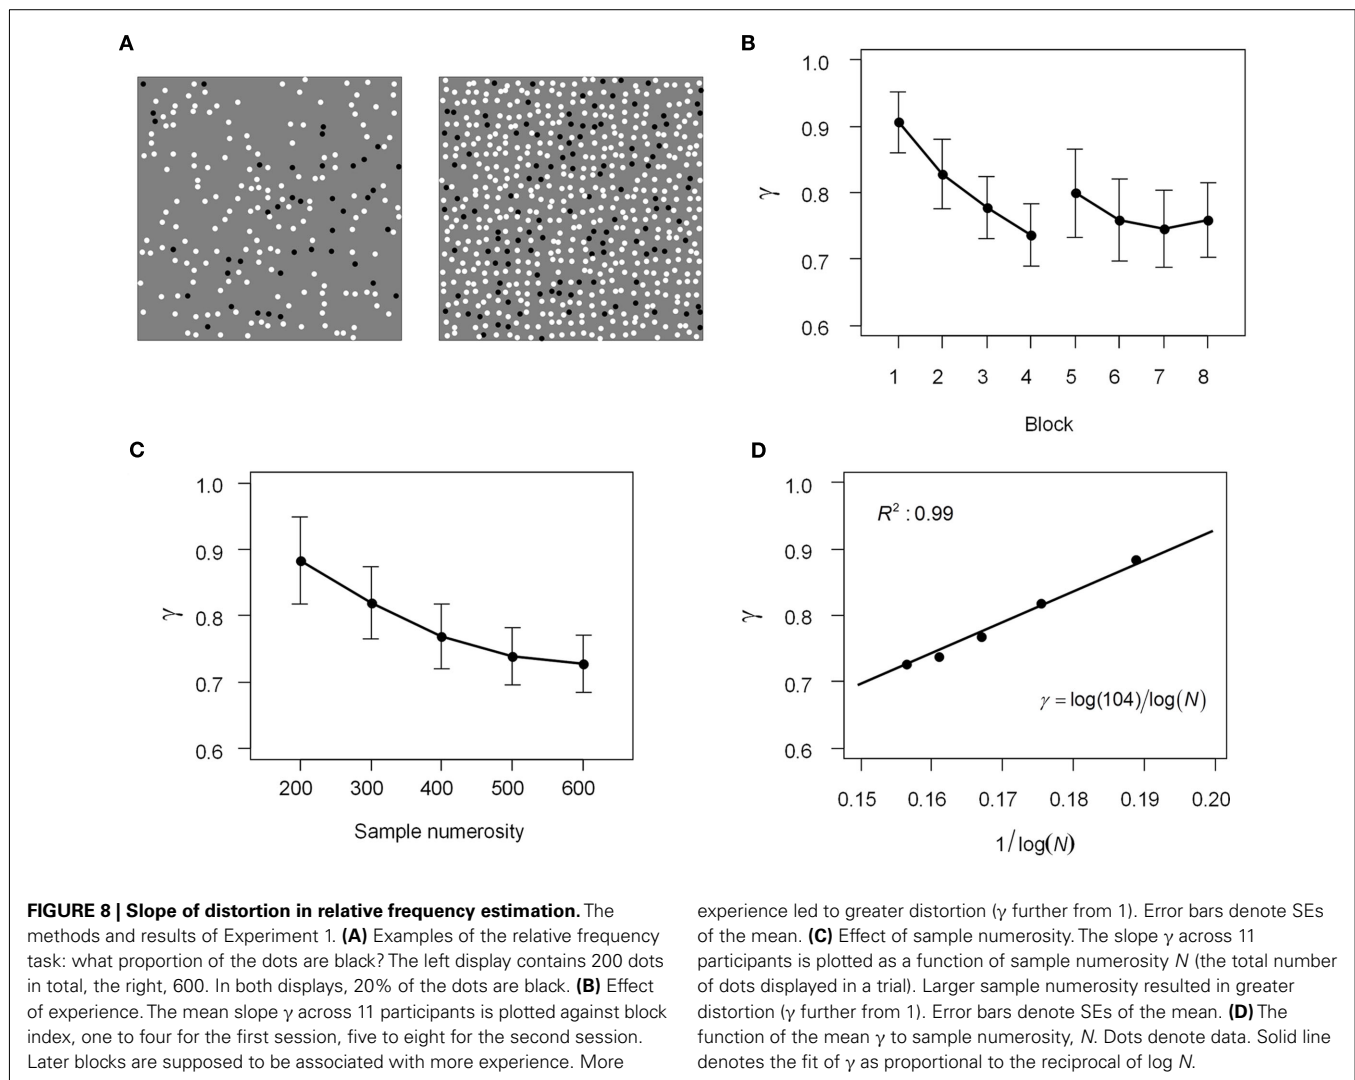 A
B
1.0
0.9
0.8
0.7
0.6
γ
1 2 3 4 5 6 7 8
Block
C
1.0
0.9
0.8
0.7
0.6
γ
200 300 400 500 600
Sample numerosity
D
1.0
0.9
0.8
0.7
0.6
γ
R² : 0.99
γ = log(104)/log(N)
0.15 0.16 0.17 0.18 0.19 0.20
1/log(N)
FIGURE 8 | Slope of distortion in relative frequency estimation. The
methods and results of Experiment 1. (A) Examples of the relative frequency
task: what proportion of the dots are black? The left display contains 200 dots
in total, the right, 600. In both displays, 20% of the dots are black. (B) Effect
of experience. The mean slope γ across 11 participants is plotted against block
index, one to four for the first session, five to eight for the second session.
Later blocks are supposed to be associated with more experience. More
experience led to greater distortion (γ further from 1). Error bars denote SEs
of the mean. (C) Effect of sample numerosity. The slope γ across 11
participants is plotted as a function of sample numerosity N (the total number
of dots displayed in a trial). Larger sample numerosity resulted in greater
distortion (γ further from 1). Error bars denote SEs of the mean. (D) The
function of the mean γ to sample numerosity, N. Dots denote data. Solid line
denotes the fit of γ as proportional to the reciprocal of log N.